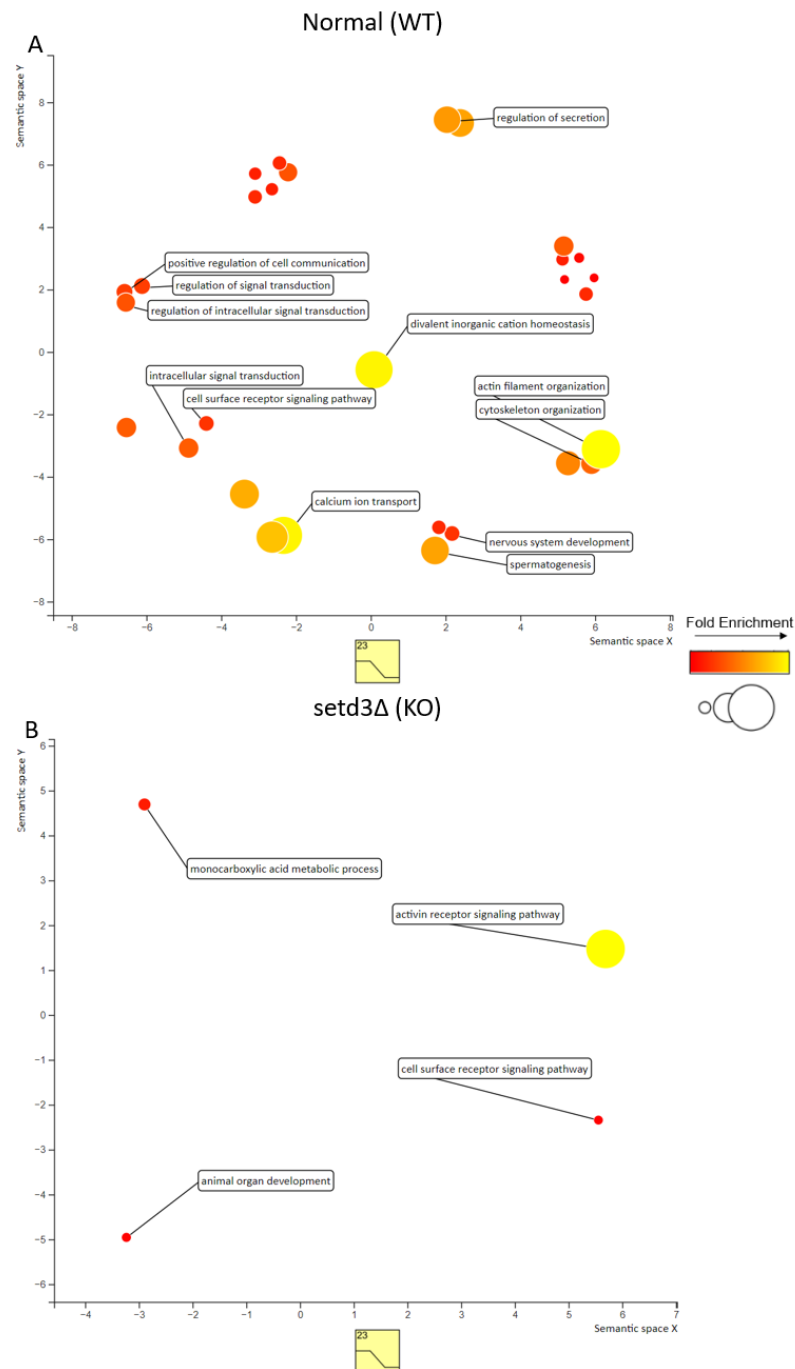 Normal (WT)
A
Semantic space Y
8
6
4
2
0
−2
−4
−6
−8
regulation of secretion
positive regulation of cell communication
regulation of signal transduction
regulation of intracellular signal transduction
divalent inorganic cation homeostasis
intracellular signal transduction
cell surface receptor signaling pathway
actin filament organization
cytoskeleton organization
calcium ion transport
nervous system development
spermatogenesis
−8 −6 −4 −2 0 2 4 6 8
Semantic space X
23
Fold Enrichment
setd3Δ (KO)
B
Semantic space Y
6
5
4
3
2
1
0
−1
−2
−3
−4
−5
−6
monocarboxylic acid metabolic process
activin receptor signaling pathway
cell surface receptor signaling pathway
animal organ development
−4 −3 −2 −1 0 1 2 3 4 5 6 7
Semantic space X
23